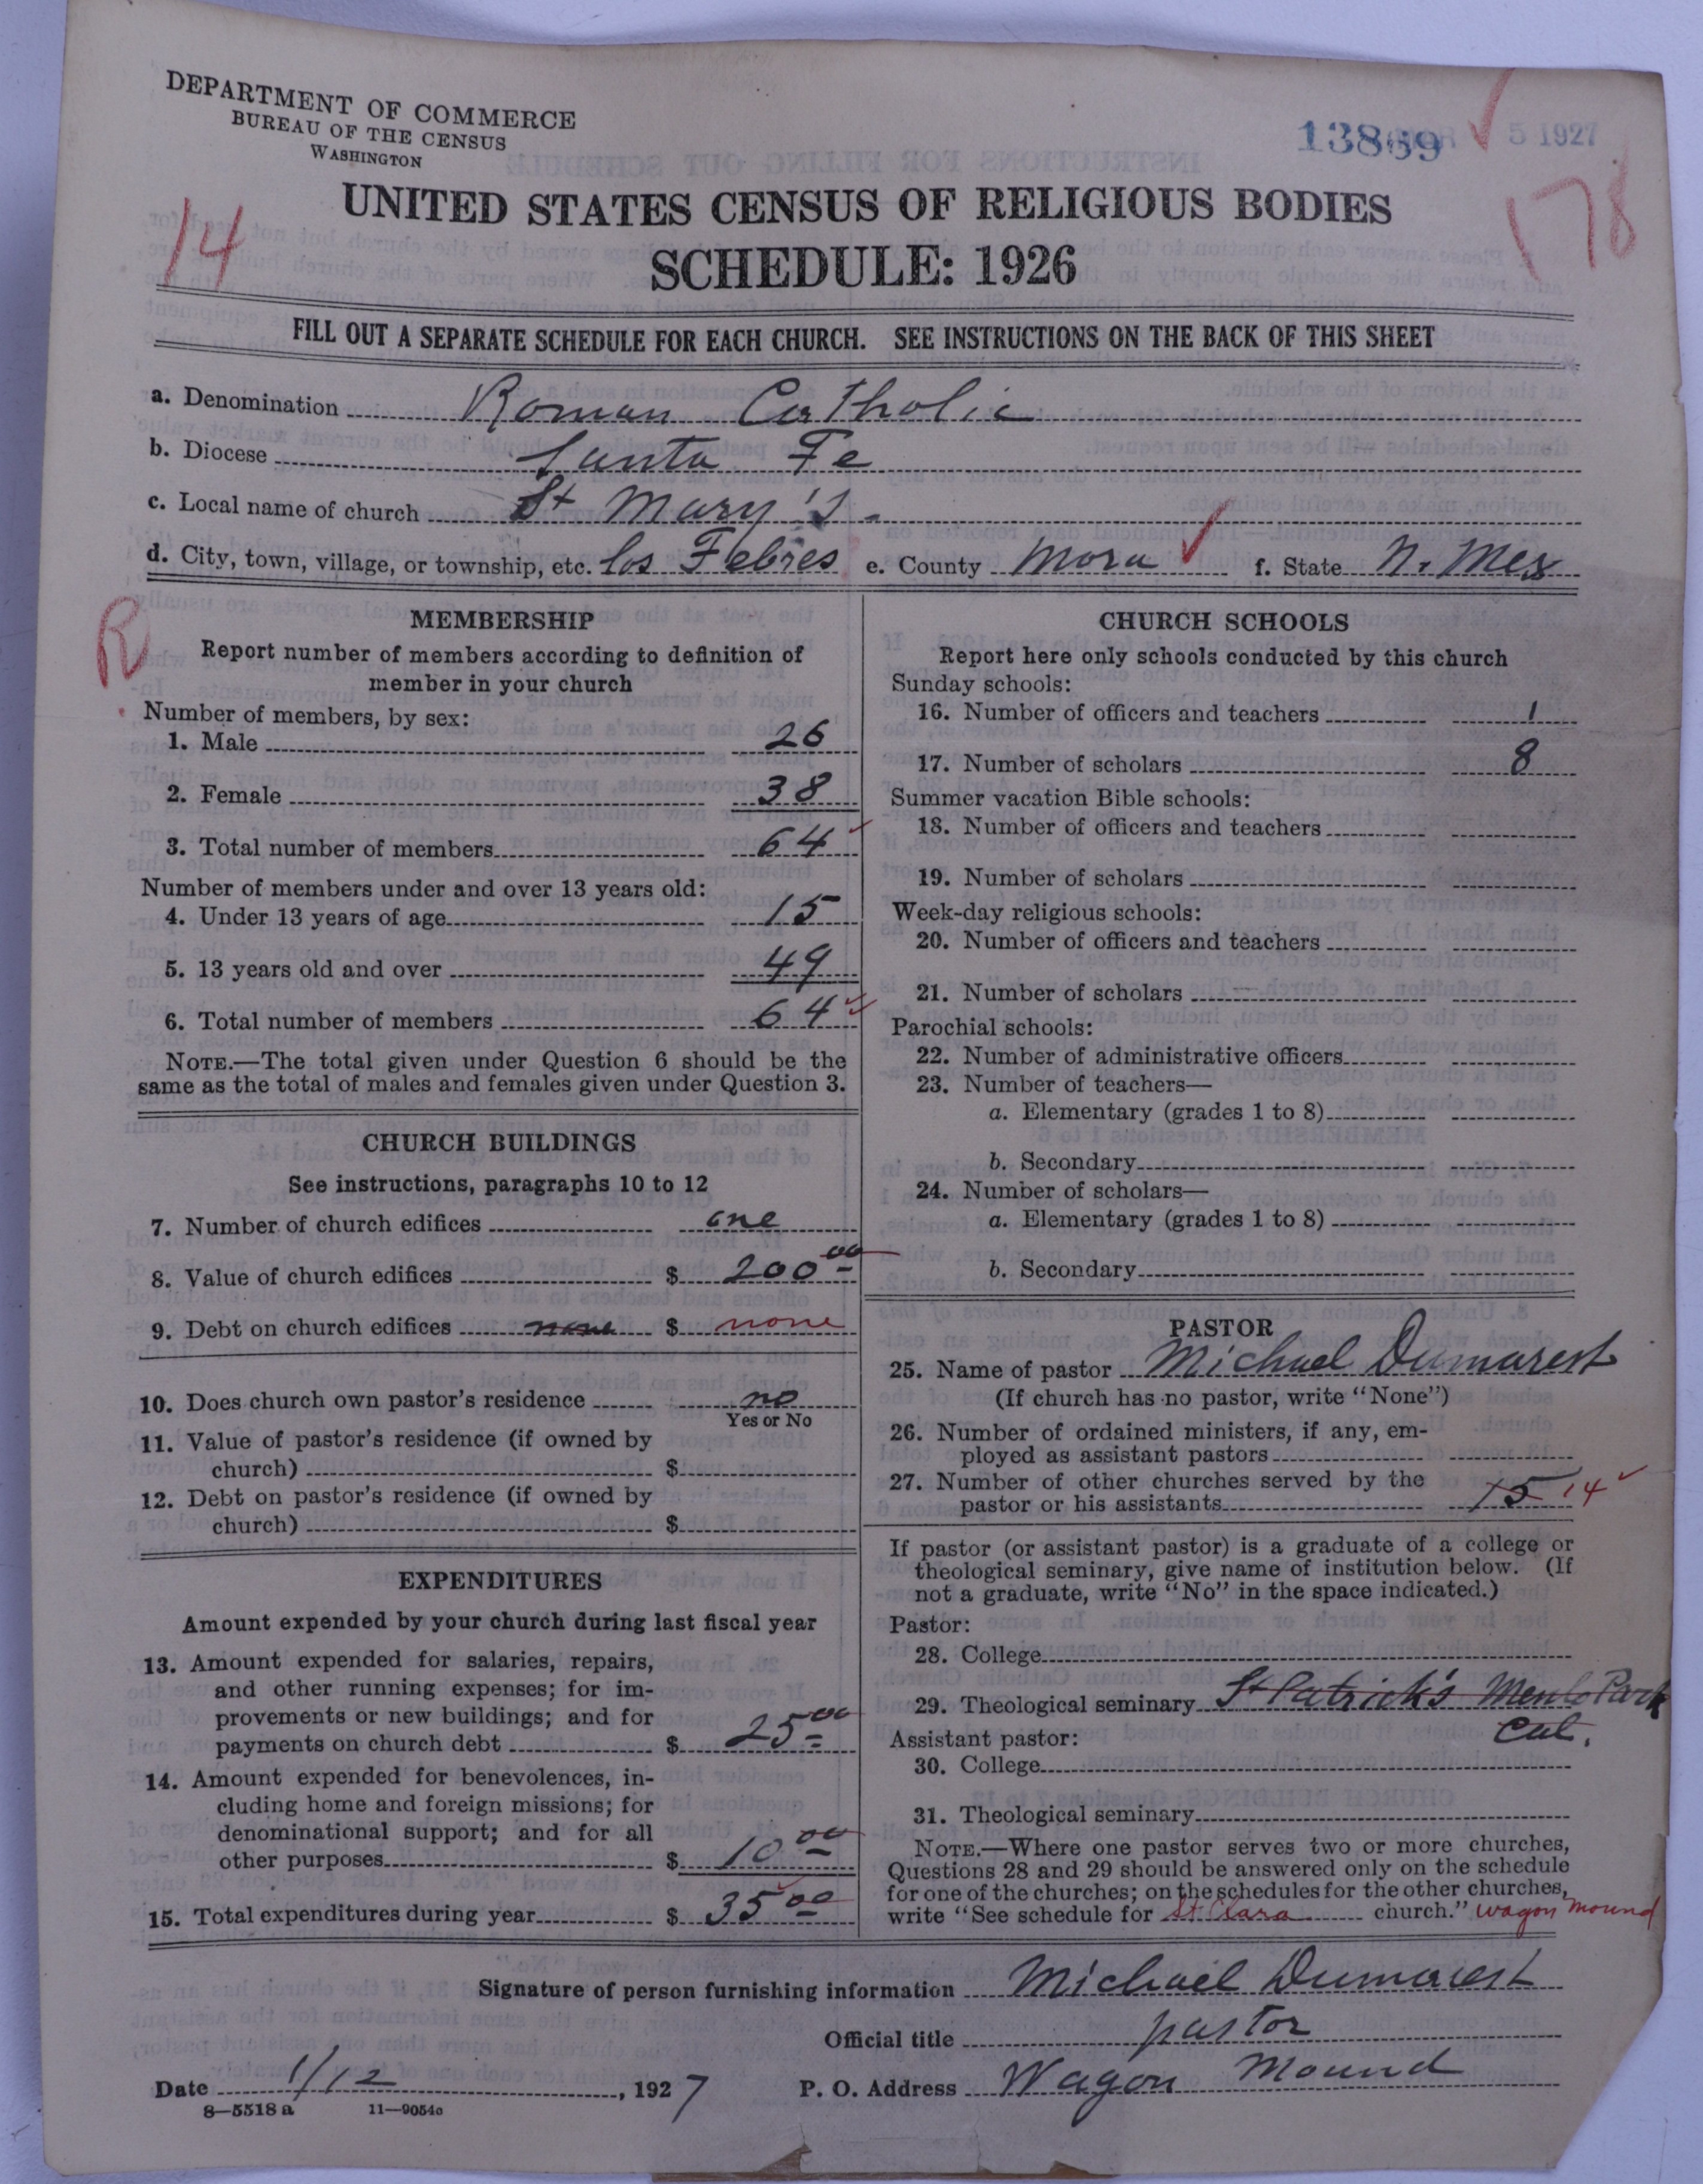 DEPARTMENT OF COMMERCE
BUREAU OF THE CENSUS
WASHINGTON
13869
5 1927
14
178
UNITED STATES CENSUS OF RELIGIOUS BODIES
SCHEDULE: 1926
FILL OUT A SEPARATE SCHEDULE FOR EACH CHURCH. SEE INSTRUCTIONS ON THE BACK OF THIS SHEET
a. Denomination Roman Catholic
b. Diocese Santa Fe
c. Local name of church St Mary's
d. City, town, village, or township, etc. Los Febres e. County Mora f. State N. Mex
R
MEMBERSHIP
Report number of members according to definition of
member in your church
Number of members, by sex:
1. Male 26
2. Female 38
3. Total number of members 64
Number of members under and over 13 years old:
4. Under 13 years of age 15
5. 13 years old and over 49
6. Total number of members 64
NOTE.—The total given under Question 6 should be the
same as the total of males and females given under Question 3.
CHURCH BUILDINGS
See instructions, paragraphs 10 to 12
7. Number of church edifices one
8. Value of church edifices $ 200 00
9. Debt on church edifices none $ none
10. Does church own pastor's residence no
Yes or No
11. Value of pastor's residence (if owned by
church) $
12. Debt on pastor's residence (if owned by
church) $
EXPENDITURES
Amount expended by your church during last fiscal year
13. Amount expended for salaries, repairs,
and other running expenses; for im-
provements or new buildings; and for
payments on church debt $ 25 00
14. Amount expended for benevolences, in-
cluding home and foreign missions; for
denominational support; and for all
other purposes $ 10 00
15. Total expenditures during year $ 35 00
CHURCH SCHOOLS
Report here only schools conducted by this church
Sunday schools:
16. Number of officers and teachers 1
17. Number of scholars 8
Summer vacation Bible schools:
18. Number of officers and teachers
19. Number of scholars
Week-day religious schools:
20. Number of officers and teachers
21. Number of scholars
Parochial schools:
22. Number of administrative officers
23. Number of teachers—
a. Elementary (grades 1 to 8)
b. Secondary
24. Number of scholars—
a. Elementary (grades 1 to 8)
b. Secondary
PASTOR
25. Name of pastor Michael Dumarest
(If church has no pastor, write "None")
26. Number of ordained ministers, if any, em-
ployed as assistant pastors
27. Number of other churches served by the
pastor or his assistants 15 14
If pastor (or assistant pastor) is a graduate of a college or
theological seminary, give name of institution below. (If
not a graduate, write "No" in the space indicated.)
Pastor:
28. College
29. Theological seminary St Patrick's Menlo Park
Cal.
Assistant pastor:
30. College
31. Theological seminary
NOTE.—Where one pastor serves two or more churches,
Questions 28 and 29 should be answered only on the schedule
for one of the churches; on the schedules for the other churches,
write "See schedule for St Clara church." Wagon Mound
Signature of person furnishing information Michael Dumarest
Official title pastor
Date 1/12, 1927 P. O. Address Wagon Mound
8—5518 a 11—9054c